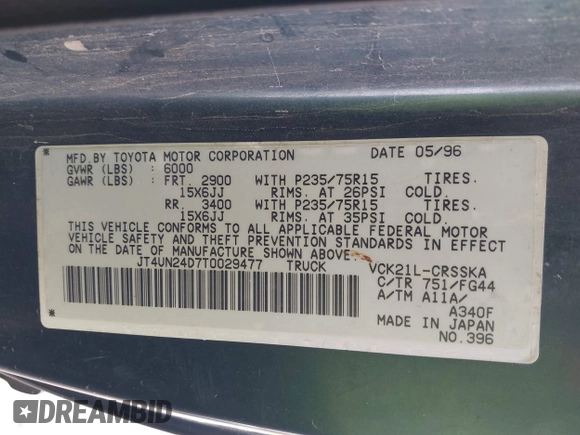 MFD.BY TOYOTA MOTOR CORPORATION DATE 05/96
GVWR (LBS) : 6000
GAWR (LBS) : FRT. 2900 WITH P235/75R15 TIRES.
15X6JJ RIMS. AT 26PSI COLD.
RR. 3400 WITH P235/75R15 TIRES.
15X6JJ RIMS. AT 35PSI COLD.
THIS VEHICLE CONFORMS TO ALL APPLICABLE FEDERAL MOTOR
VEHICLE SAFETY AND THEFT PREVENTION STANDARDS IN EFFECT
ON THE DATE OF MANUFACTURE SHOWN ABOVE.
JT4UN24D7T0029477 TRUCK VCK21L-CRSSKA
C/TR 751/FG44
A/TM A11A/
A340F
MADE IN JAPAN
NO.396
DREAMBID